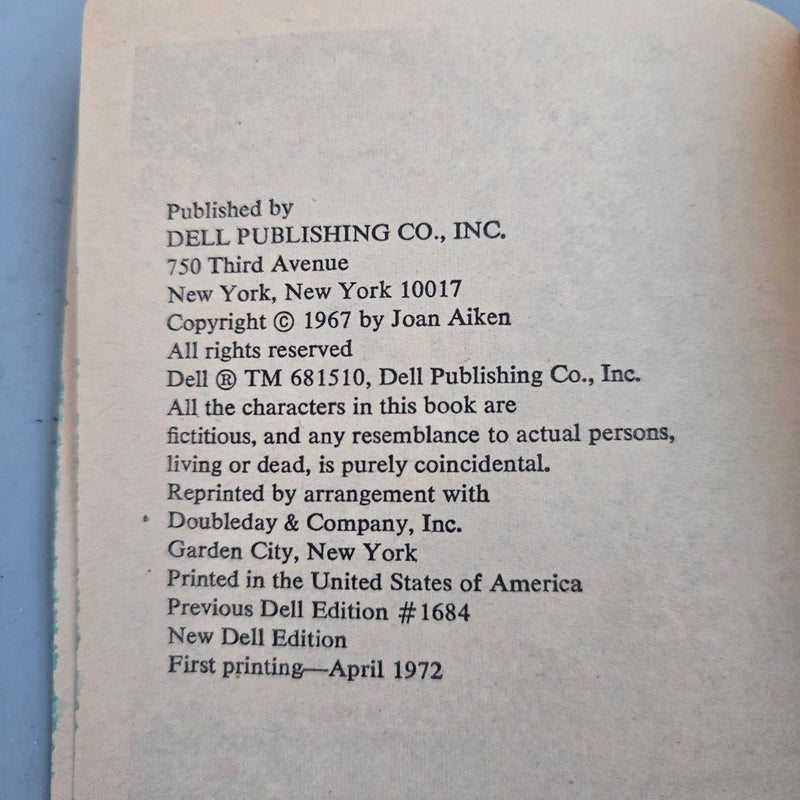 Published by
DELL PUBLISHING CO., INC.
750 Third Avenue
New York, New York 10017
Copyright © 1967 by Joan Aiken
All rights reserved
Dell ® TM 681510, Dell Publishing Co., Inc.
All the characters in this book are
fictitious, and any resemblance to actual persons,
living or dead, is purely coincidental.
Reprinted by arrangement with
Doubleday & Company, Inc.
Garden City, New York
Printed in the United States of America
Previous Dell Edition #1684
New Dell Edition
First printing—April 1972